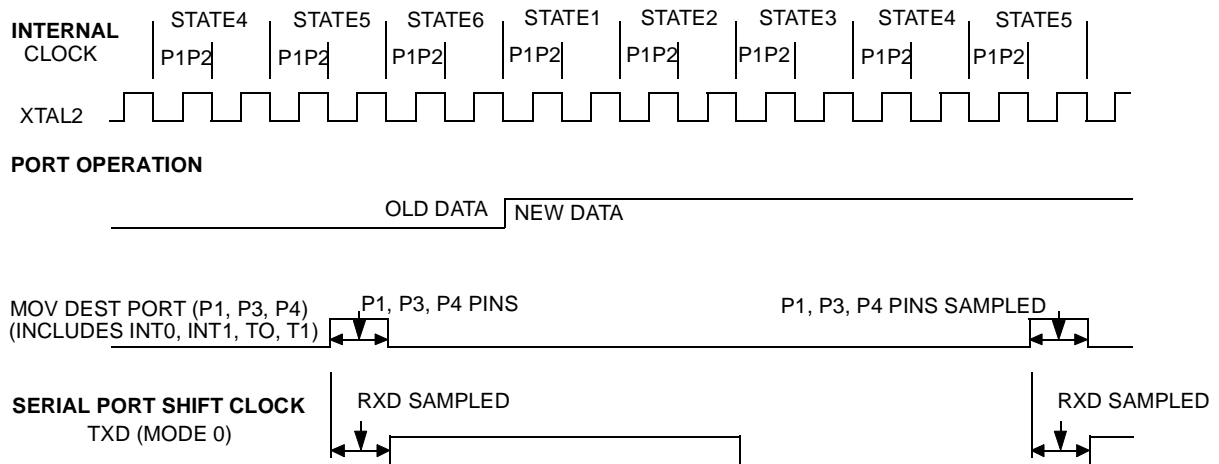 INTERNAL CLOCK
STATE4 STATE5 STATE6 STATE1 STATE2 STATE3 STATE4 STATE5
P1P2 P1P2 P1P2 P1P2 P1P2 P1P2 P1P2 P1P2
XTAL2
PORT OPERATION
OLD DATA NEW DATA
MOV DEST PORT (P1, P3, P4)
(INCLUDES INT0, INT1, TO, T1)
P1, P3, P4 PINS
P1, P3, P4 PINS SAMPLED
SERIAL PORT SHIFT CLOCK
TXD (MODE 0)
RXD SAMPLED
RXD SAMPLED